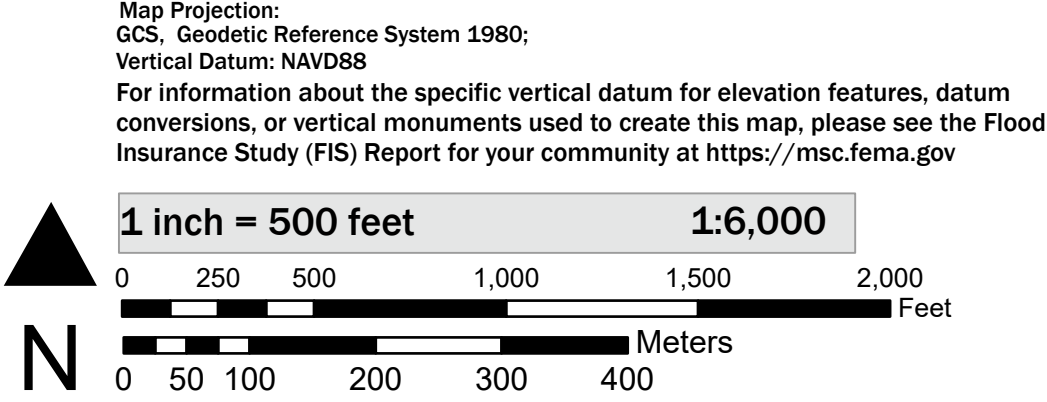 Map Projection:
GCS, Geodetic Reference System 1980;
Vertical Datum: NAVD88
For information about the specific vertical datum for elevation features, datum
conversions, or vertical monuments used to create this map, please see the Flood
Insurance Study (FIS) Report for your community at https://msc.fema.gov
1 inch = 500 feet 1:6,000
0 250 500 1,000 1,500 2,000
Feet
Meters
N
0 50 100 200 300 400